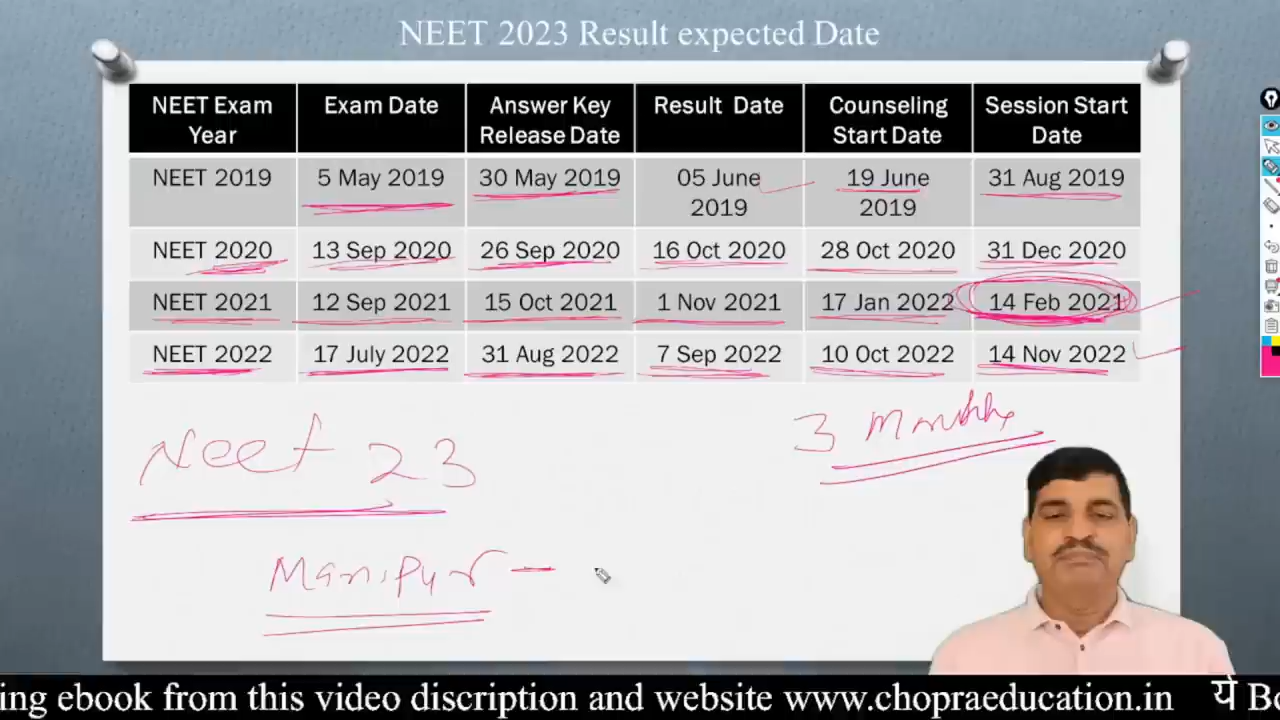 NEET 2023 Result expected Date
NEET Exam Year | Exam Date | Answer Key Release Date | Result Date | Counseling Start Date | Session Start Date
NEET 2019 | 5 May 2019 | 30 May 2019 | 05 June 2019 | 19 June 2019 | 31 Aug 2019
NEET 2020 | 13 Sep 2020 | 26 Sep 2020 | 16 Oct 2020 | 28 Oct 2020 | 31 Dec 2020
NEET 2021 | 12 Sep 2021 | 15 Oct 2021 | 1 Nov 2021 | 17 Jan 2022 | 14 Feb 2021
NEET 2022 | 17 July 2022 | 31 Aug 2022 | 7 Sep 2022 | 10 Oct 2022 | 14 Nov 2022
3 Months
Neet 23
Manipur —
ing ebook from this video discription and website www.chopraeducation.in ये Bo